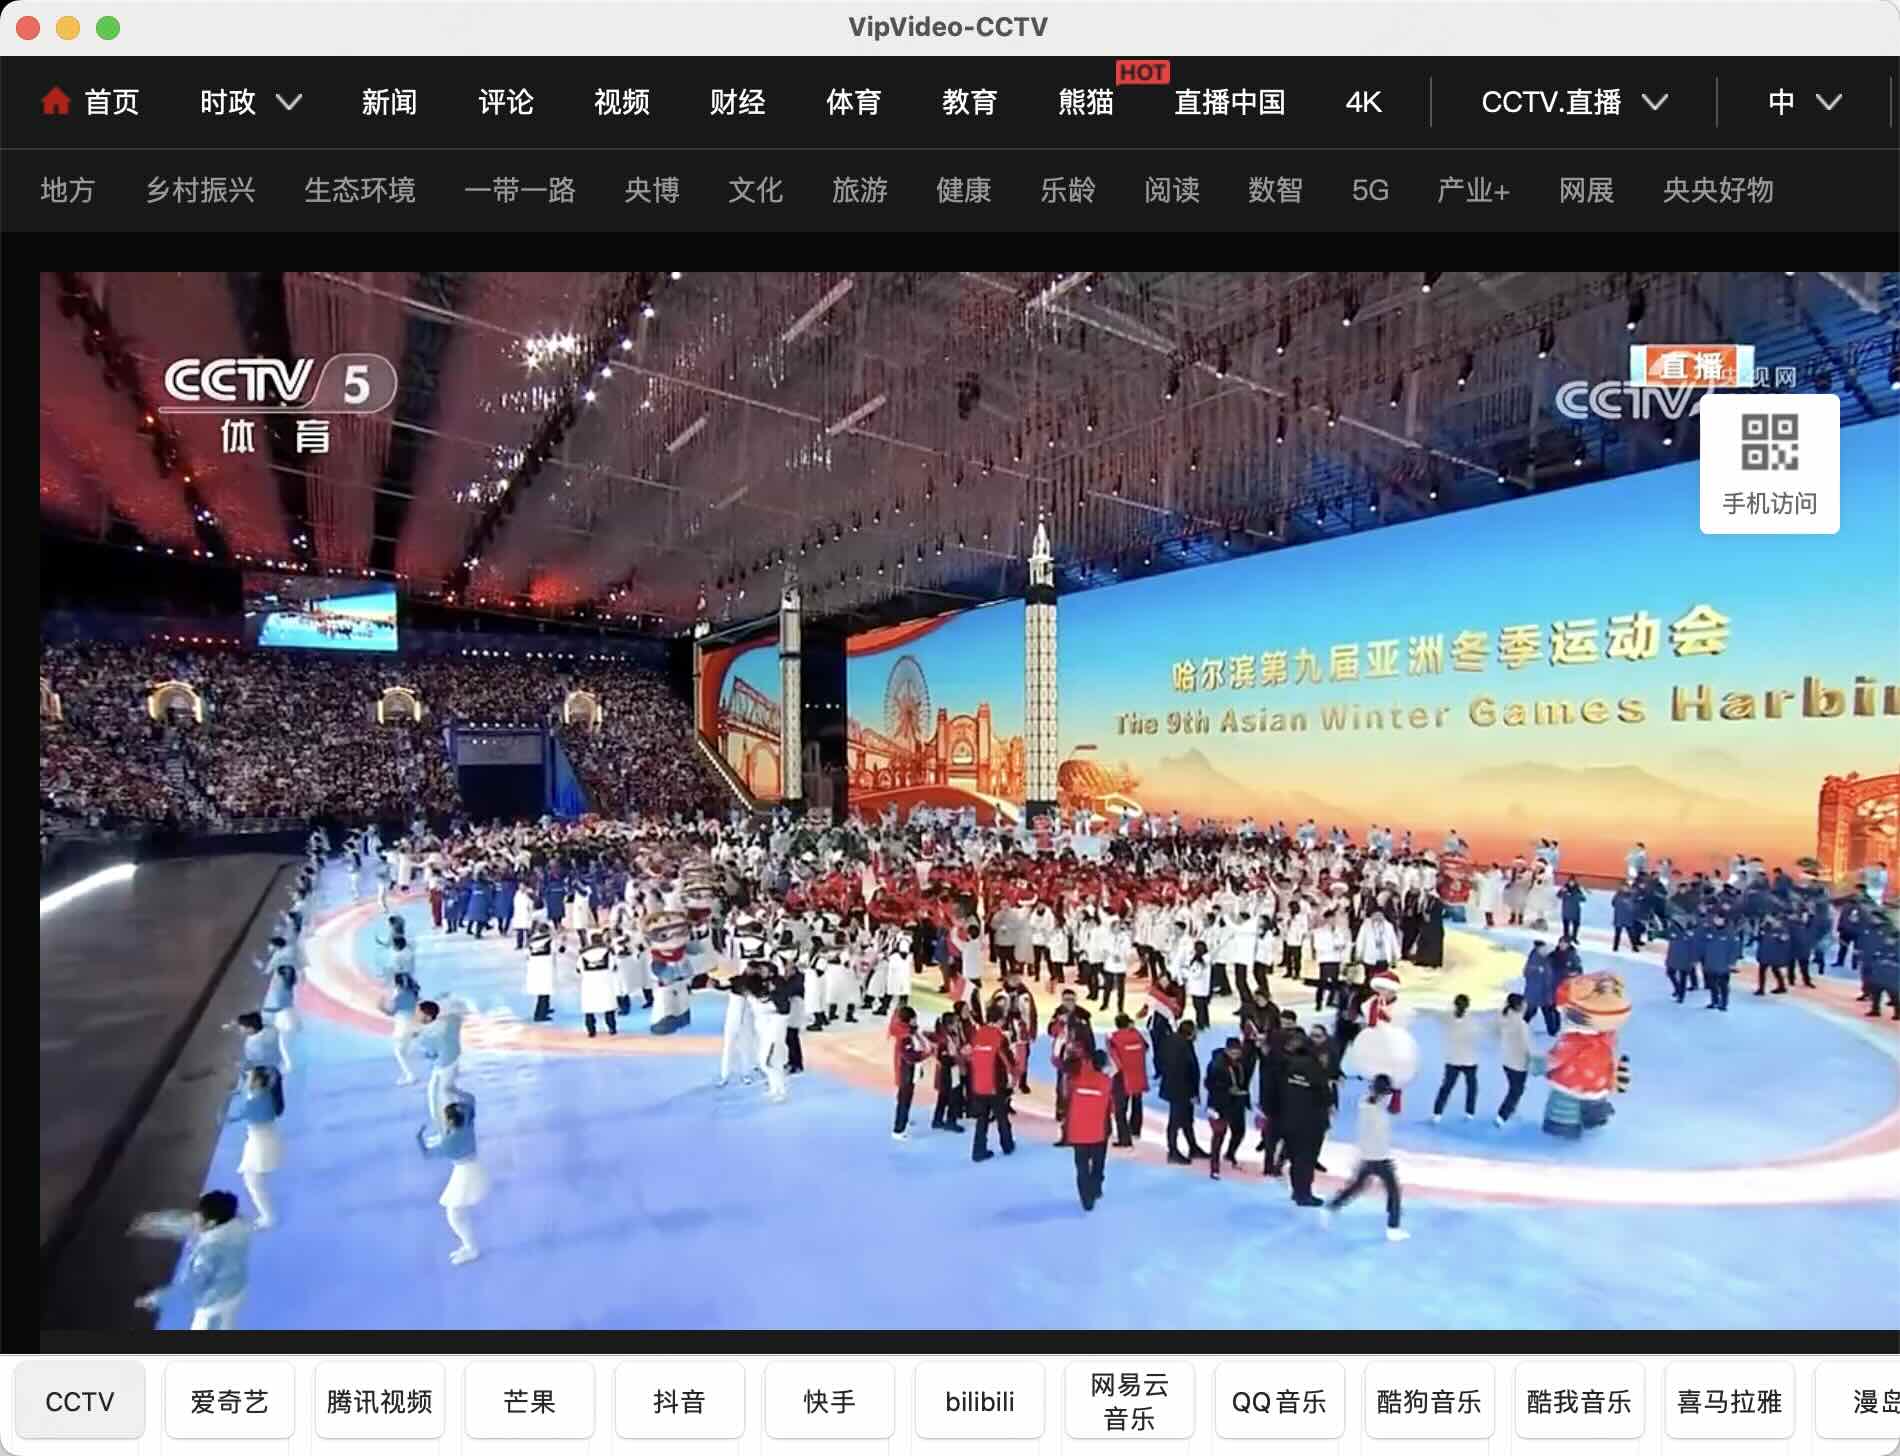 VipVideo-CCTV
HOT
首页 时政 新闻 评论 视频 财经 体育 教育 熊猫 直播中国 4K CCTV.直播 中
地方 乡村振兴 生态环境 一带一路 央博 文化 旅游 健康 乐龄 阅读 数智 5G 产业+ 网展 央央好物
CCTV 5
体育
直播
CCTV
视网
手机访问
哈尔滨第九届亚洲冬季运动会
The 9th Asian Winter Games Harbin
CCTV 爱奇艺 腾讯视频 芒果 抖音 快手 bilibili 网易云
音乐 QQ音乐 酷狗音乐 酷我音乐 喜马拉雅 漫岛